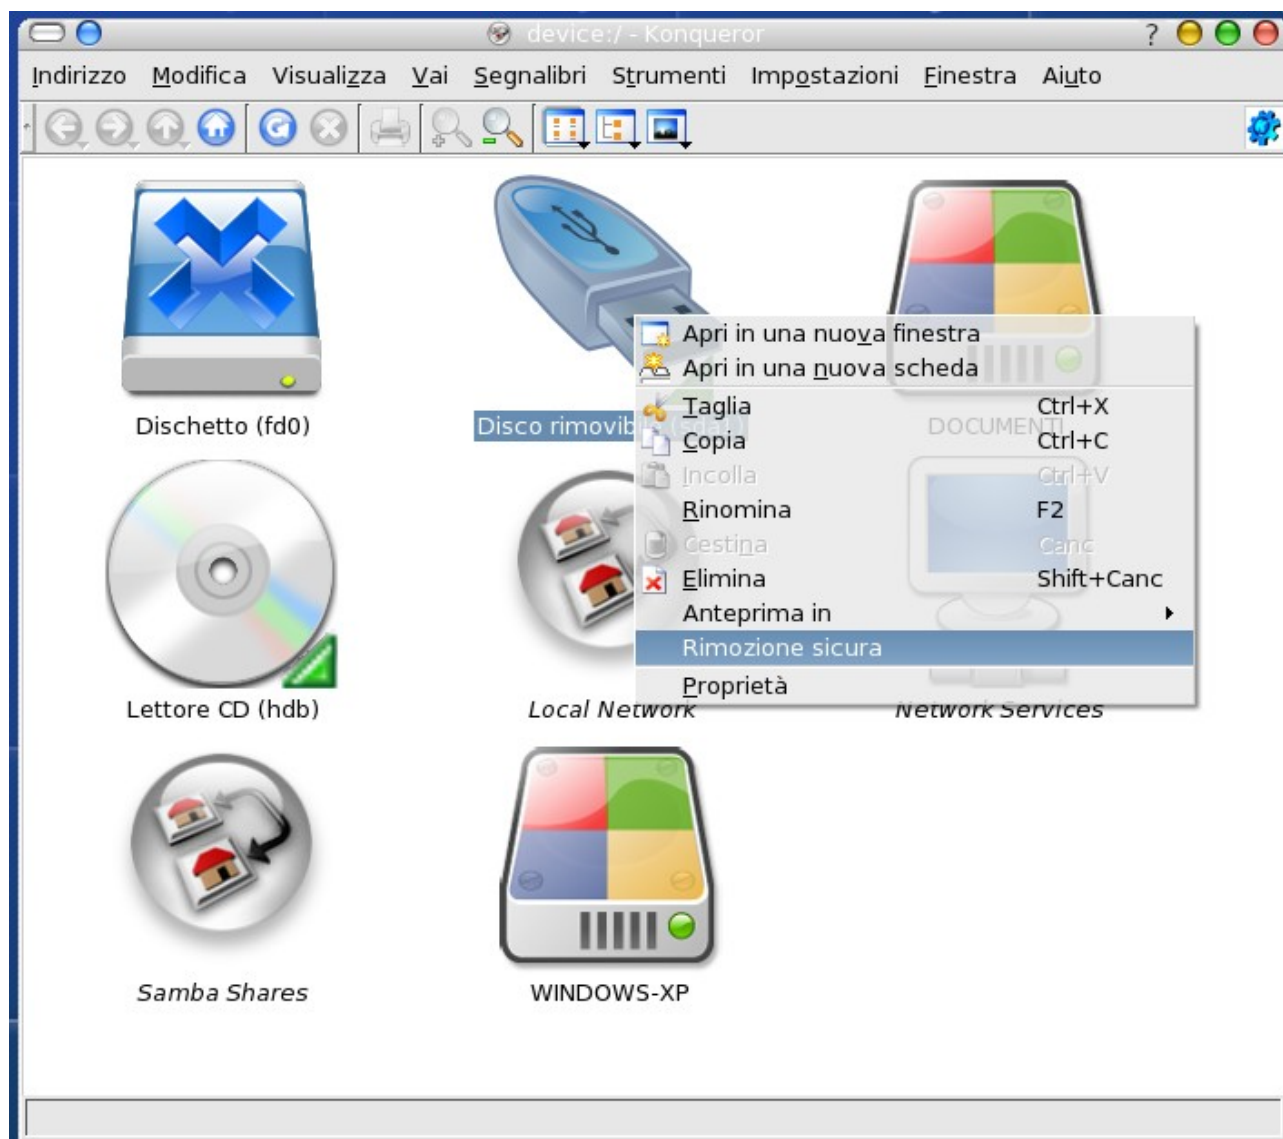 device:/ - Konqueror
?
Indirizzo Modifica Visualizza Vai Segnalibri Strumenti Impostazioni Finestra Aiuto
Dischetto (fd0)
Disco rimovib (sda1)
DOCUMENTI
Apri in una nuova finestra
Apri in una nuova scheda
Taglia Ctrl+X
Copia Ctrl+C
Incolla Ctrl+V
Rinomina F2
Cestina Canc
Elimina Shift+Canc
Anteprima in
Rimozione sicura
Proprietà
Lettore CD (hdb)
Local Network
Network Services
Samba Shares
WINDOWS-XP